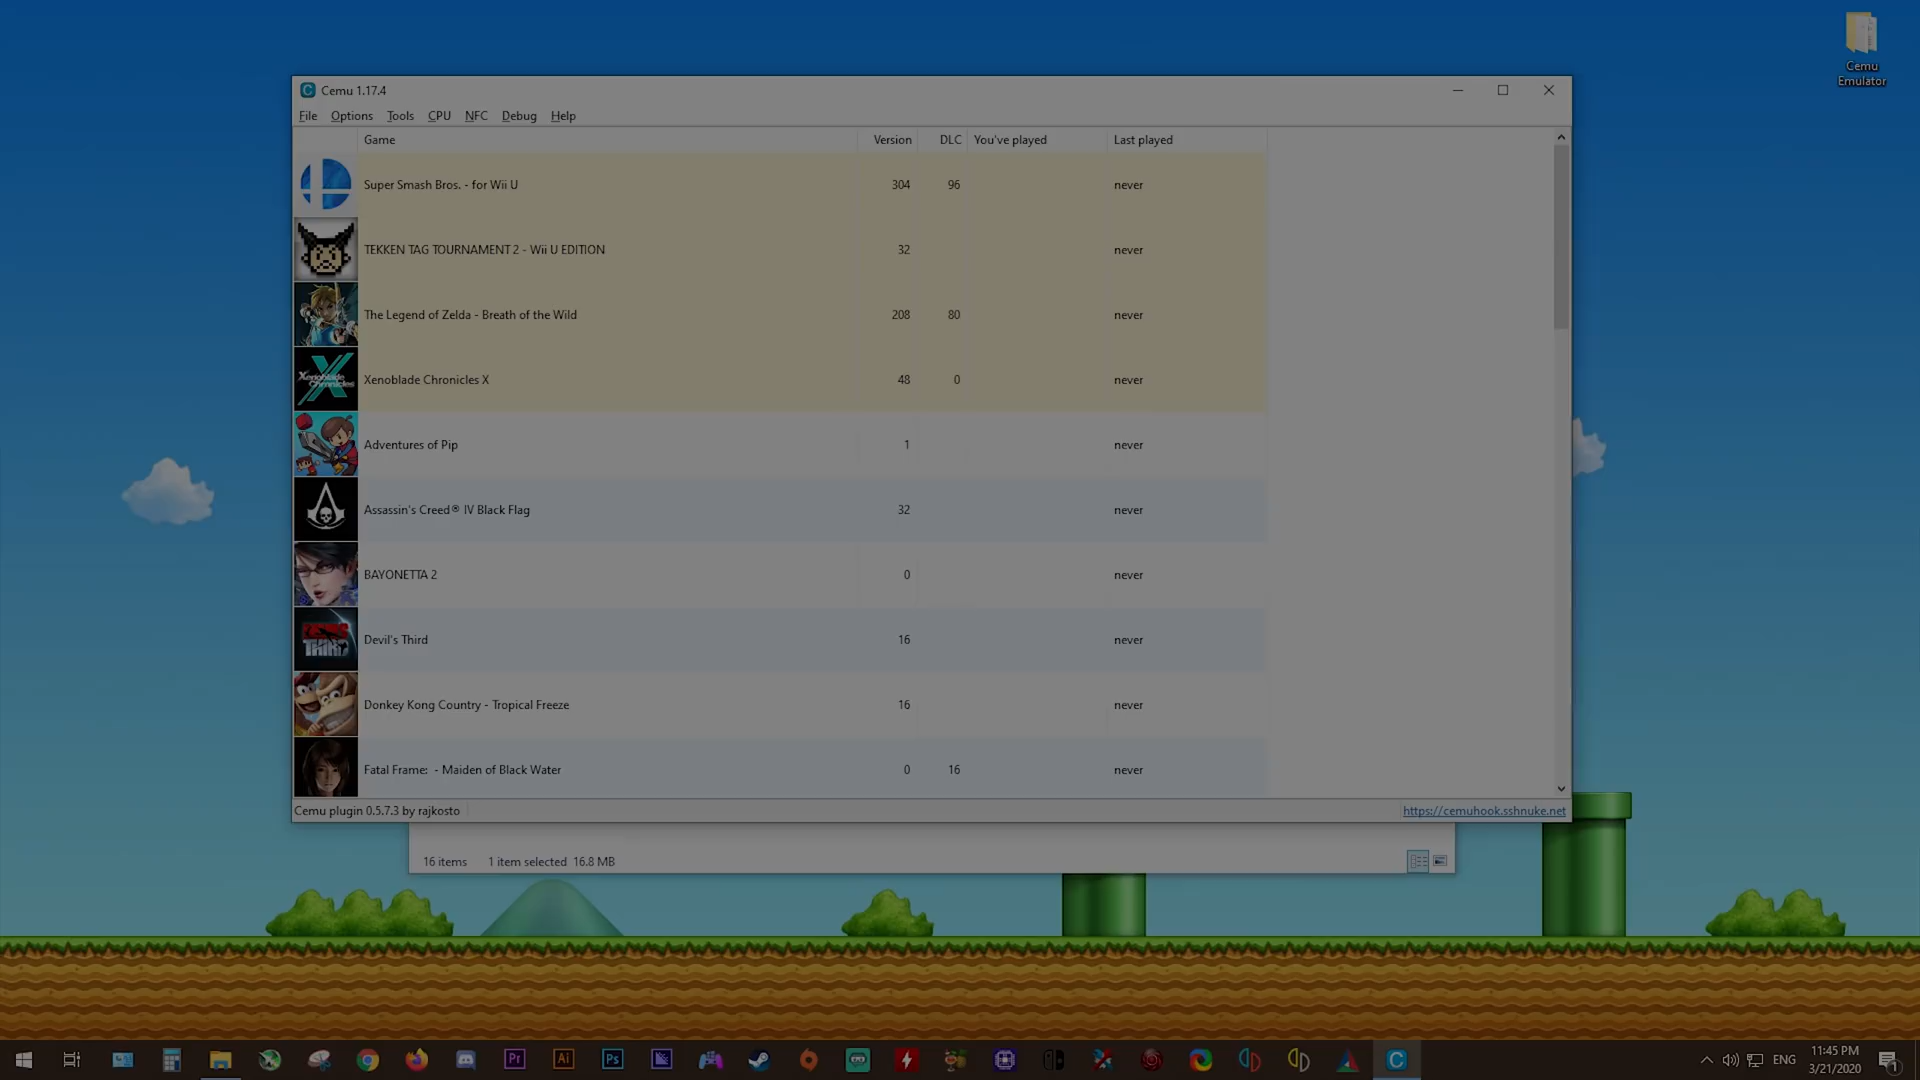 Cemu
Emulator
Cemu 1.17.4
File Options Tools CPU NFC Debug Help
Game Version DLC You've played Last played
Super Smash Bros. - for Wii U 304 96 never
TEKKEN TAG TOURNAMENT 2 - Wii U EDITION 32 never
The Legend of Zelda - Breath of the Wild 208 80 never
Xenoblade Chronicles X 48 0 never
Adventures of Pip 1 never
Assassin's Creed® IV Black Flag 32 never
BAYONETTA 2 0 never
Devil's Third 16 never
Donkey Kong Country - Tropical Freeze 16 never
Fatal Frame:  - Maiden of Black Water 0 16 never
Cemu plugin 0.5.7.3 by rajkosto https://cemuhook.sshnuke.net
16 items 1 item selected 16.8 MB
ENG 11:45 PM
3/21/2020